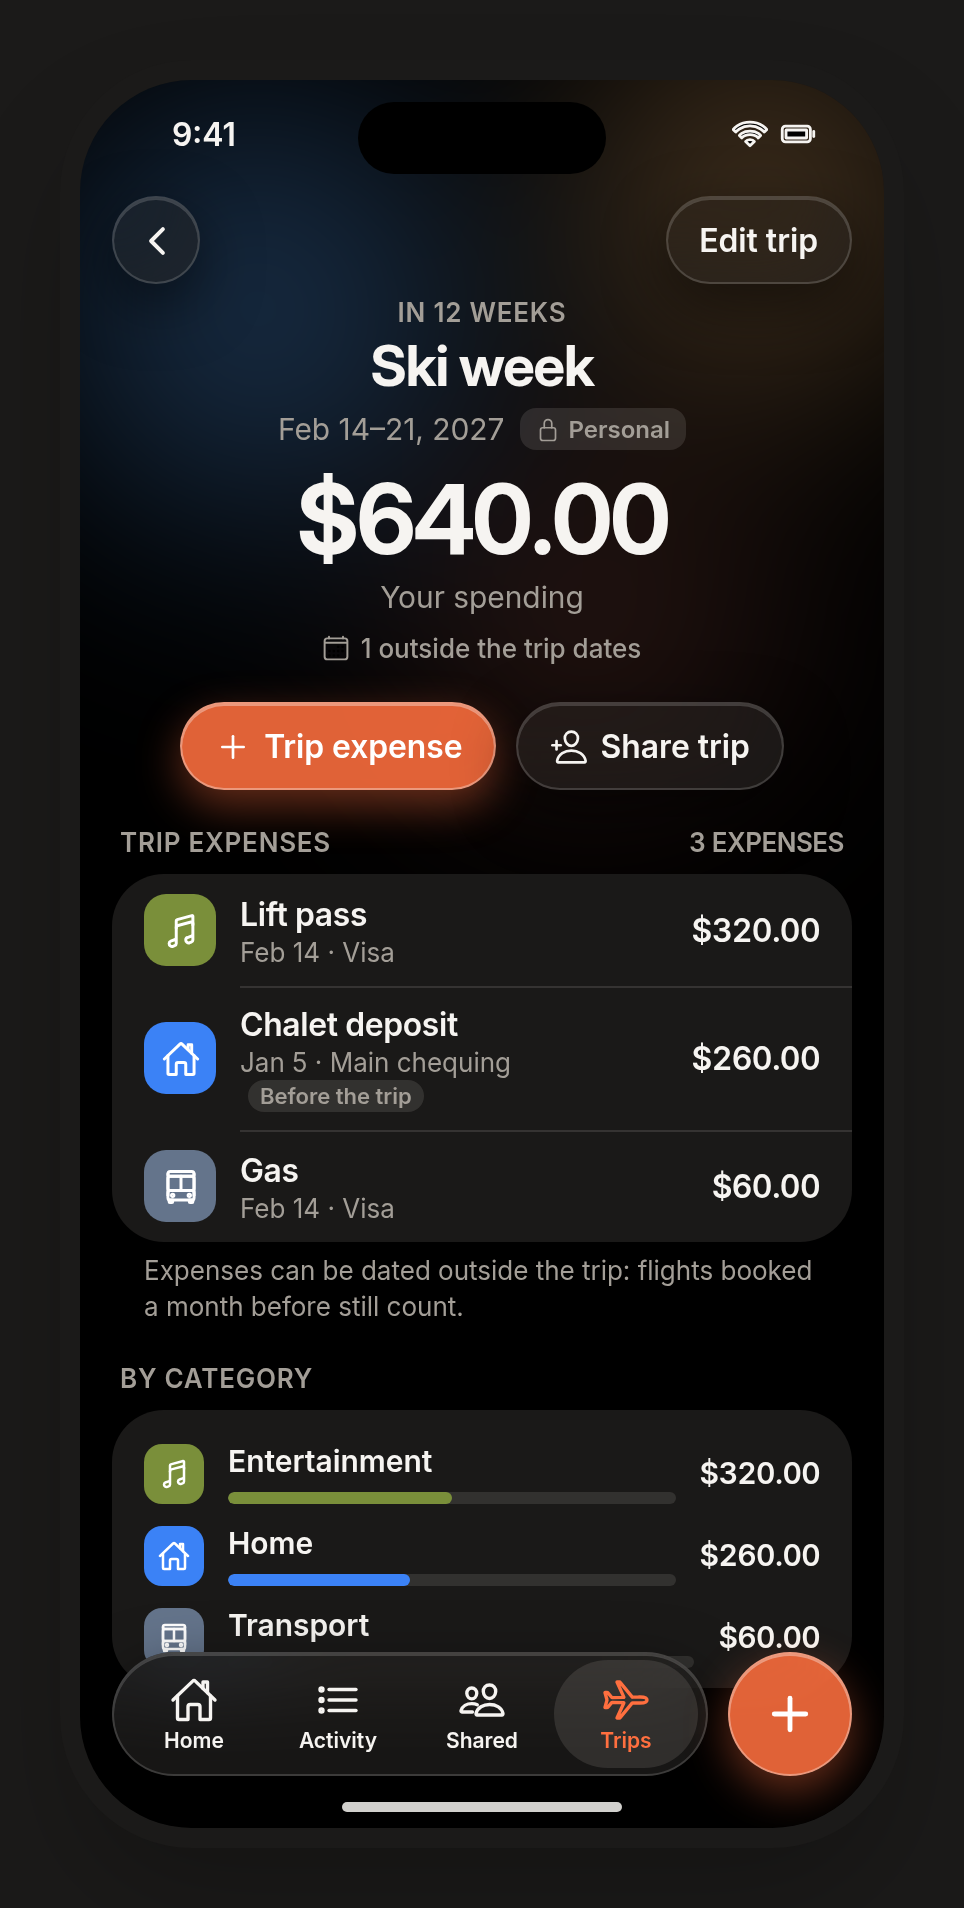 9:41
Edit trip
IN 12 WEEKS
Ski week
Feb 14–21, 2027 Personal
$640.00
Your spending
1 outside the trip dates
Trip expense Share trip
TRIP EXPENSES 3 EXPENSES
Lift pass
Feb 14 · Visa
$320.00
Chalet deposit
Jan 5 · Main chequing
Before the trip
$260.00
Gas
Feb 14 · Visa
$60.00
Expenses can be dated outside the trip: flights booked
a month before still count.
BY CATEGORY
Entertainment
$320.00
Home
$260.00
Transport
$60.00
Home Activity Shared Trips